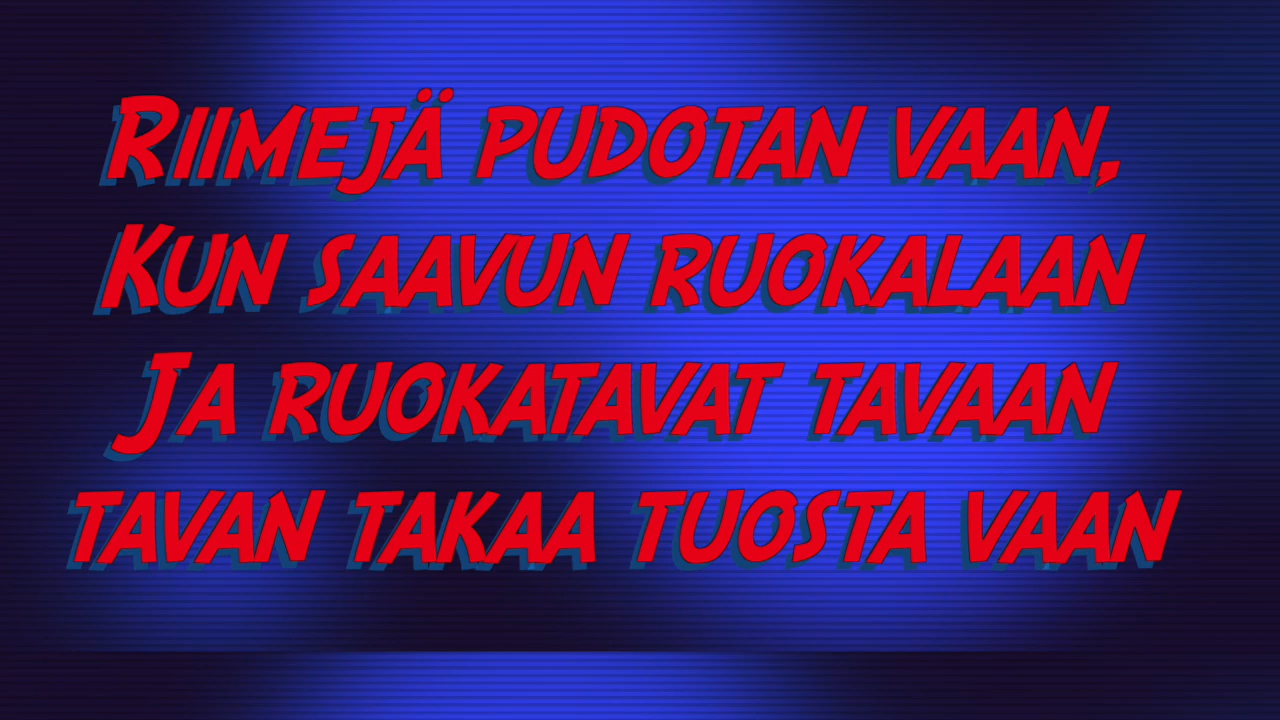 Riimejä pudotan vaan,
Kun saavun ruokalaan
Ja ruokatavat tavaan
tavan takaa tuosta vaan